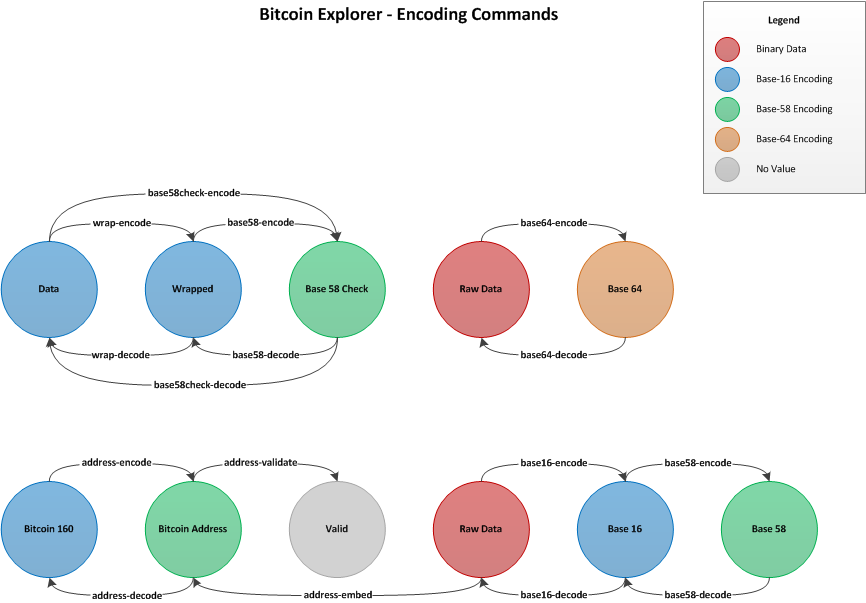 Bitcoin Explorer - Encoding Commands
Legend
Binary Data
Base-16 Encoding
Base-58 Encoding
Base-64 Encoding
No Value
base58check-encode
wrap-encode
base58-encode
base64-encode
Data
Wrapped
Base 58 Check
Raw Data
Base 64
wrap-decode
base58-decode
base64-decode
base58check-decode
address-encode
address-validate
base16-encode
base58-encode
Bitcoin 160
Bitcoin Address
Valid
Raw Data
Base 16
Base 58
address-decode
address-embed
base16-decode
base58-decode